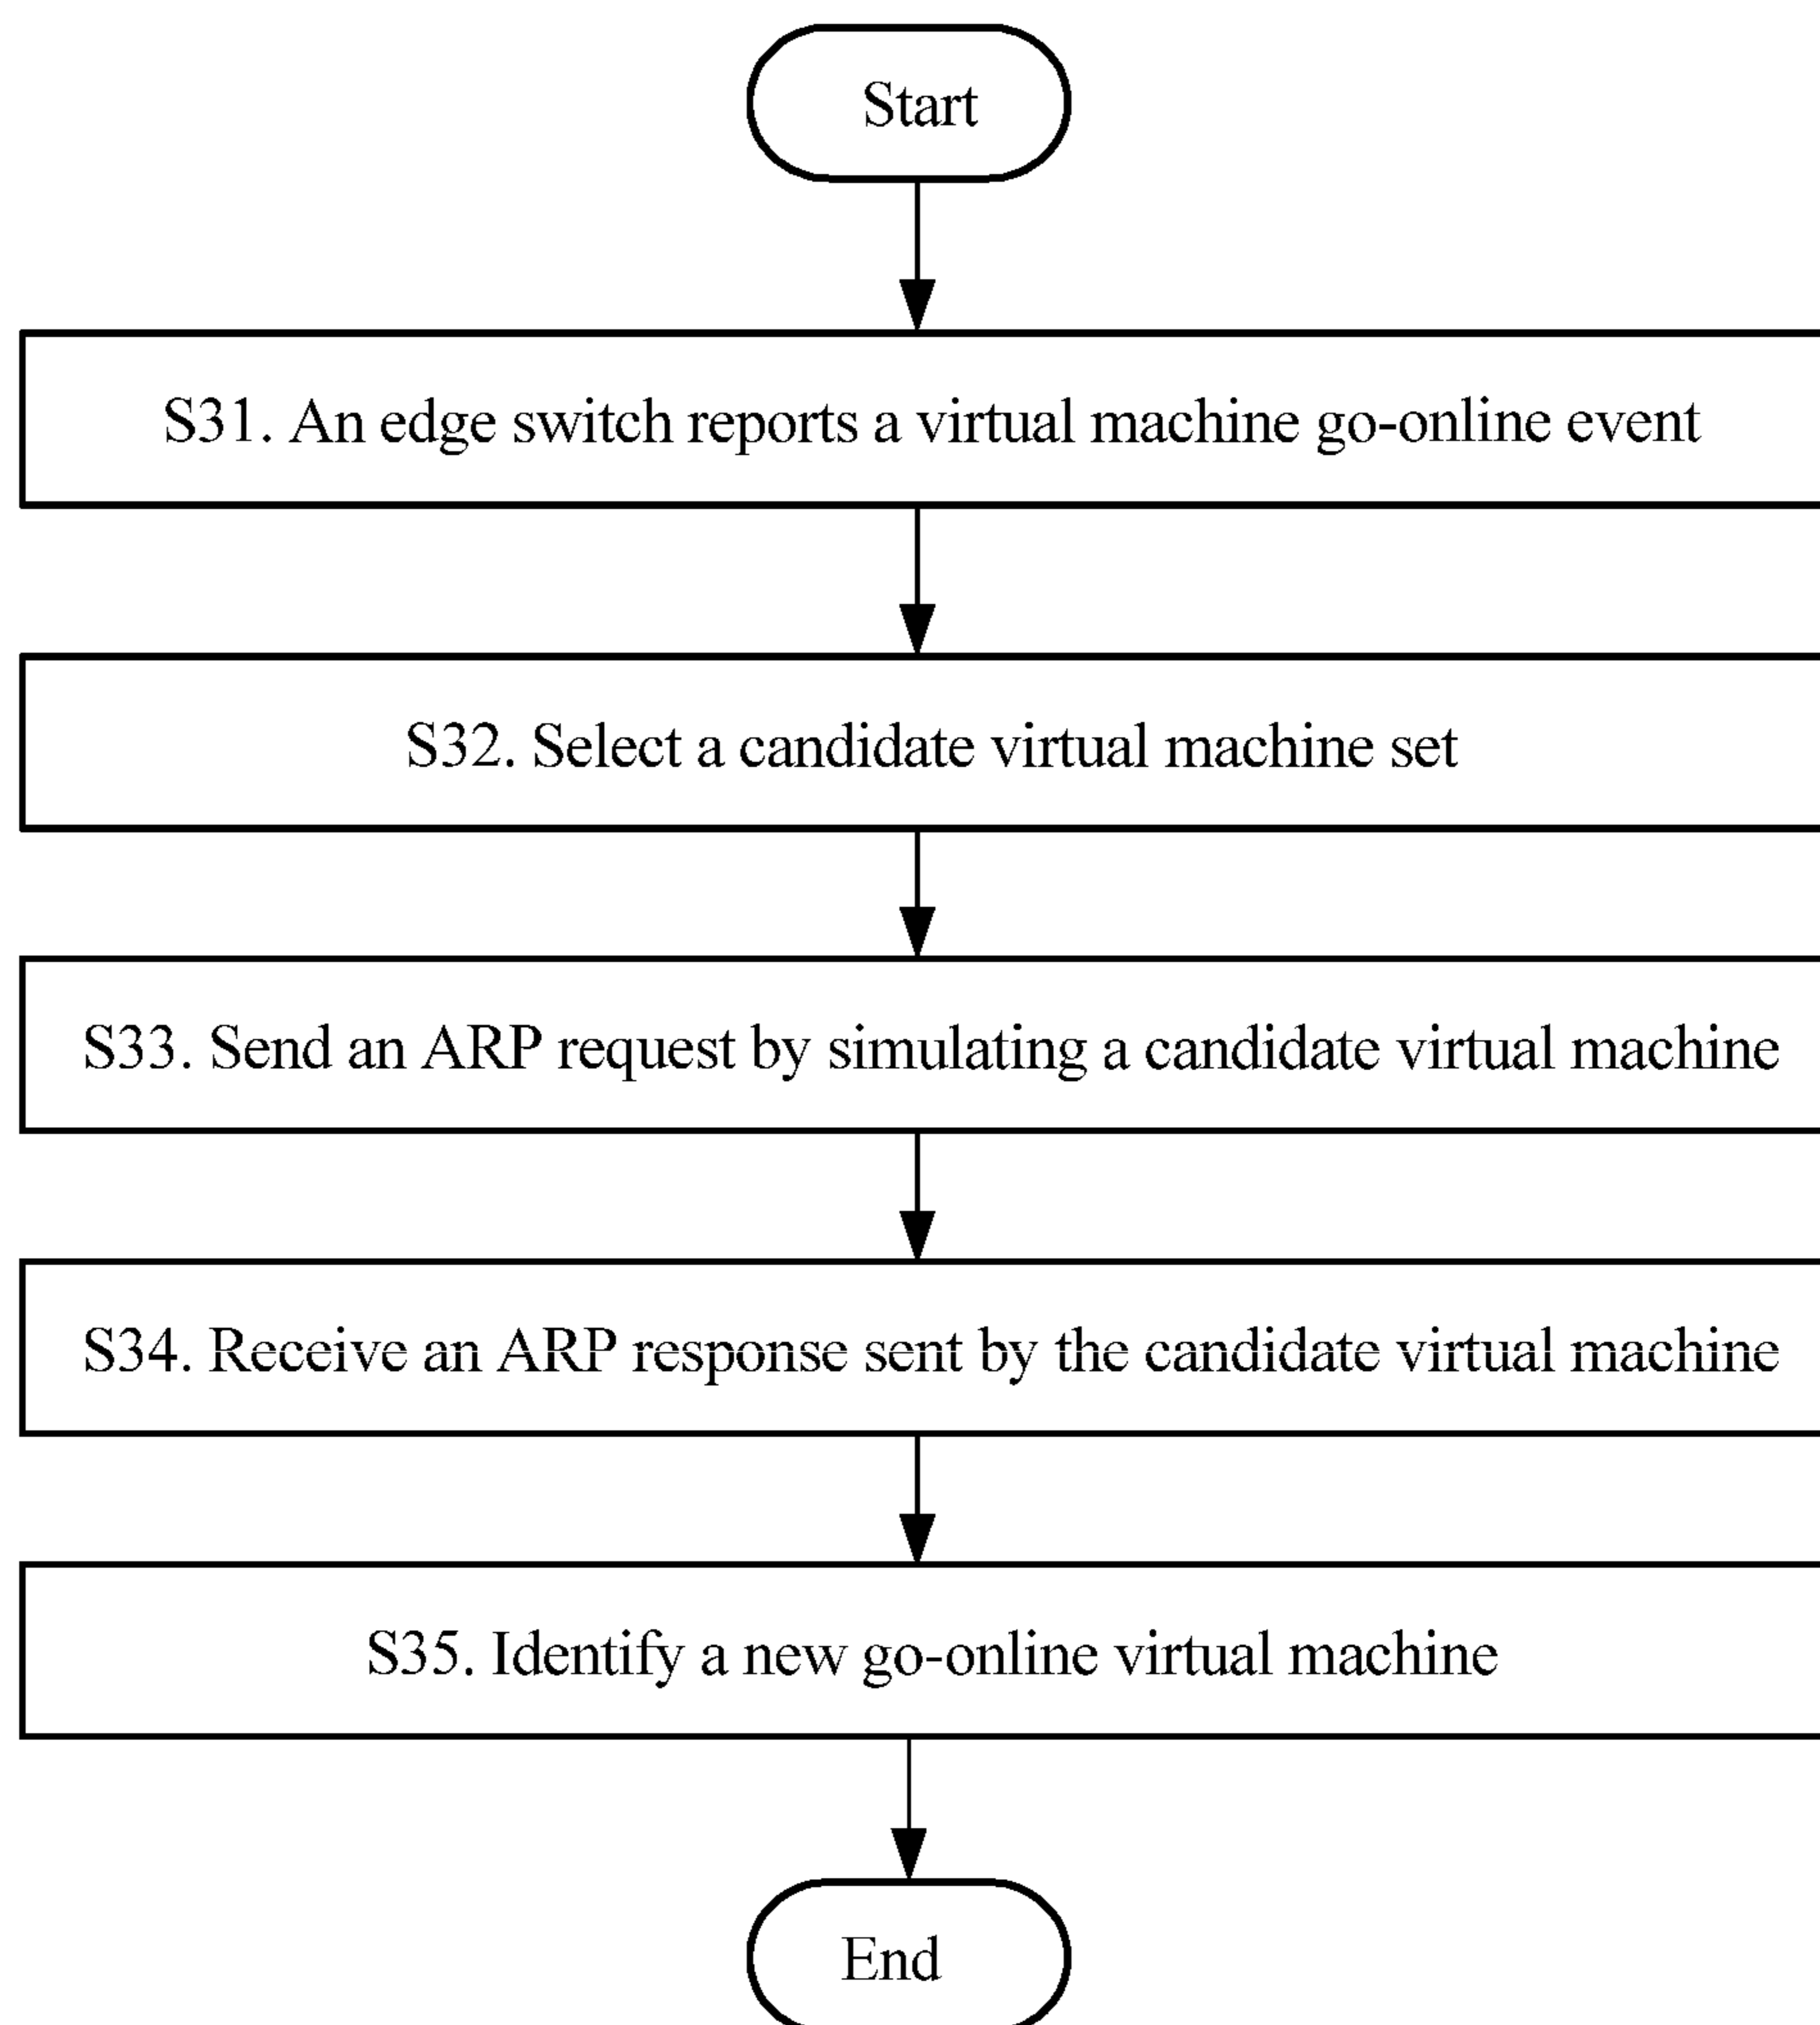 Start
S31. An edge switch reports a virtual machine go-online event
S32. Select a candidate virtual machine set
S33. Send an ARP request by simulating a candidate virtual machine
S34. Receive an ARP response sent by the candidate virtual machine
S35. Identify a new go-online virtual machine
End